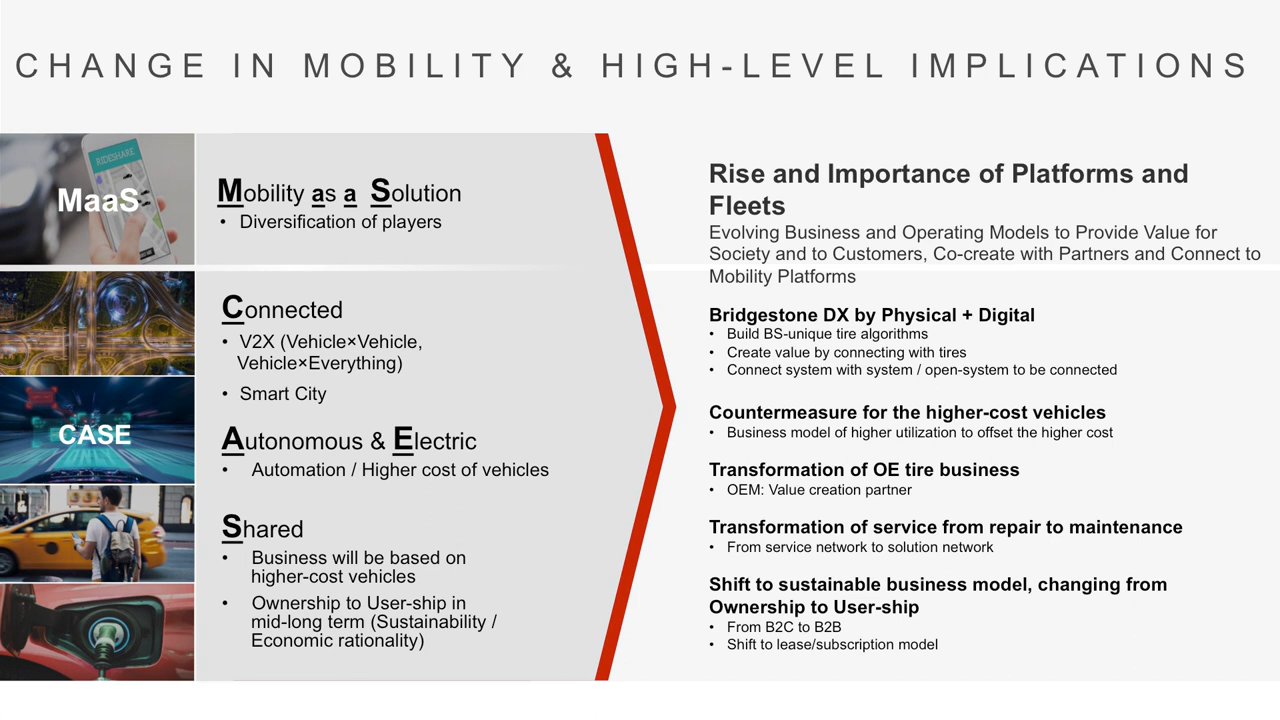 CHANGE IN MOBILITY & HIGH-LEVEL IMPLICATIONS
RIDESHARE
MaaS
Mobility as a Solution
• Diversification of players
Connected
• V2X (Vehicle×Vehicle,
Vehicle×Everything)
• Smart City
CASE
Autonomous & Electric
• Automation / Higher cost of vehicles
Shared
• Business will be based on
higher-cost vehicles
• Ownership to User-ship in
mid-long term (Sustainability /
Economic rationality)
Rise and Importance of Platforms and
Fleets
Evolving Business and Operating Models to Provide Value for
Society and to Customers, Co-create with Partners and Connect to
Mobility Platforms
Bridgestone DX by Physical + Digital
• Build BS-unique tire algorithms
• Create value by connecting with tires
• Connect system with system / open-system to be connected
Countermeasure for the higher-cost vehicles
• Business model of higher utilization to offset the higher cost
Transformation of OE tire business
• OEM: Value creation partner
Transformation of service from repair to maintenance
• From service network to solution network
Shift to sustainable business model, changing from
Ownership to User-ship
• From B2C to B2B
• Shift to lease/subscription model